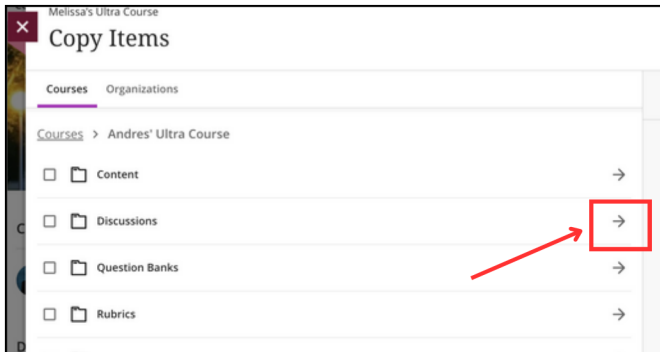 Melissa's Ultra Course
Copy Items
Courses Organizations
Courses > Andres' Ultra Course
Content
Discussions
Question Banks
Rubrics
C
D